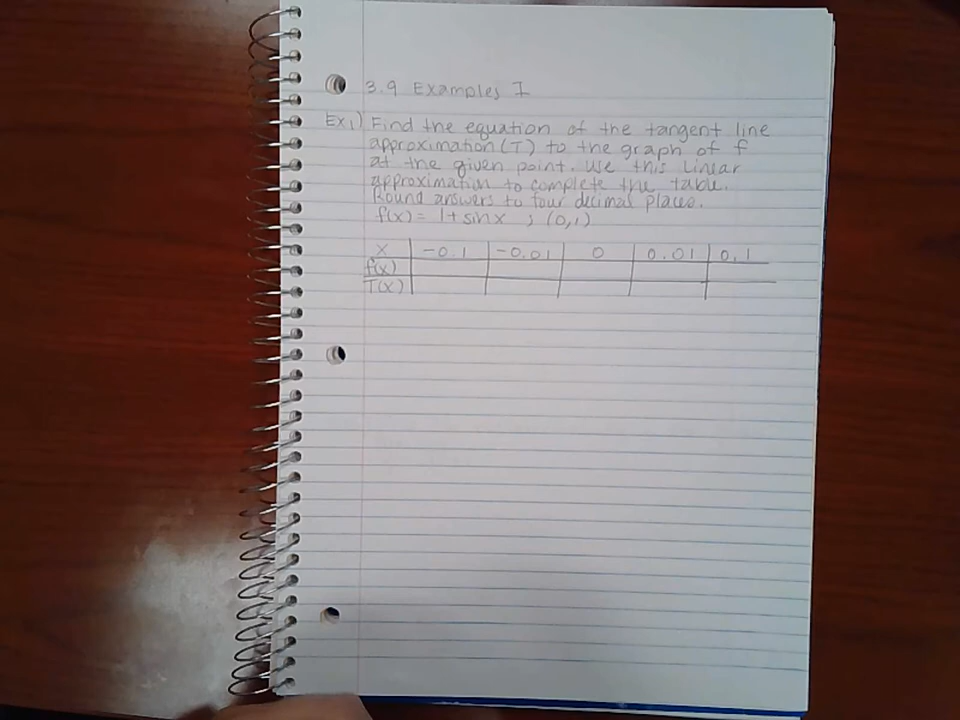 3.9 Examples I
Ex1) Find the equation of the tangent line
approximation (T) to the graph of f
at the given point. Use this linear
approximation to complete the table.
Round answers to four decimal places.
f(x) = 1 + sin x ; (0,1)
x -0.1 -0.01 0 0.01 0.1
f(x)
T(x)